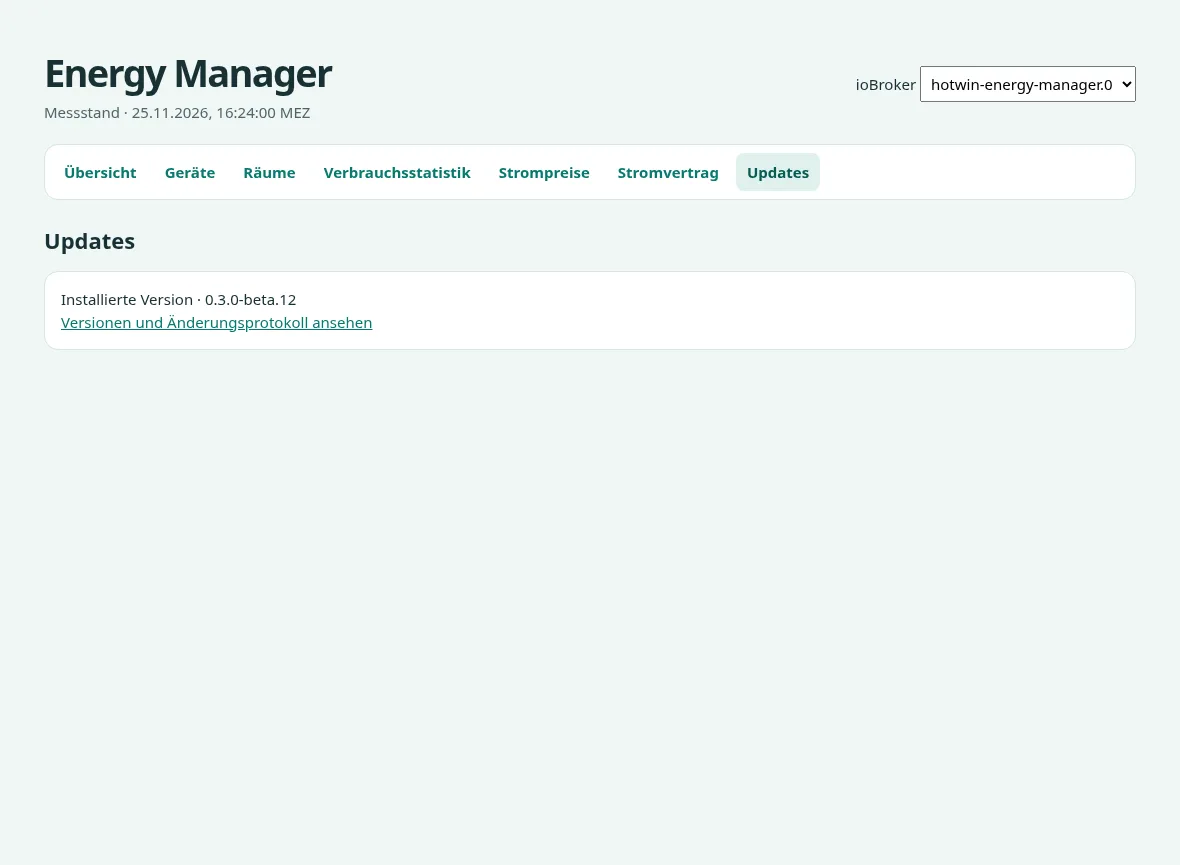 Energy Manager
Messstand · 25.11.2026, 16:24:00 MEZ
ioBroker hotwin-energy-manager.0
Übersicht Geräte Räume Verbrauchsstatistik Strompreise Stromvertrag Updates
Updates
Installierte Version · 0.3.0-beta.12
Versionen und Änderungsprotokoll ansehen